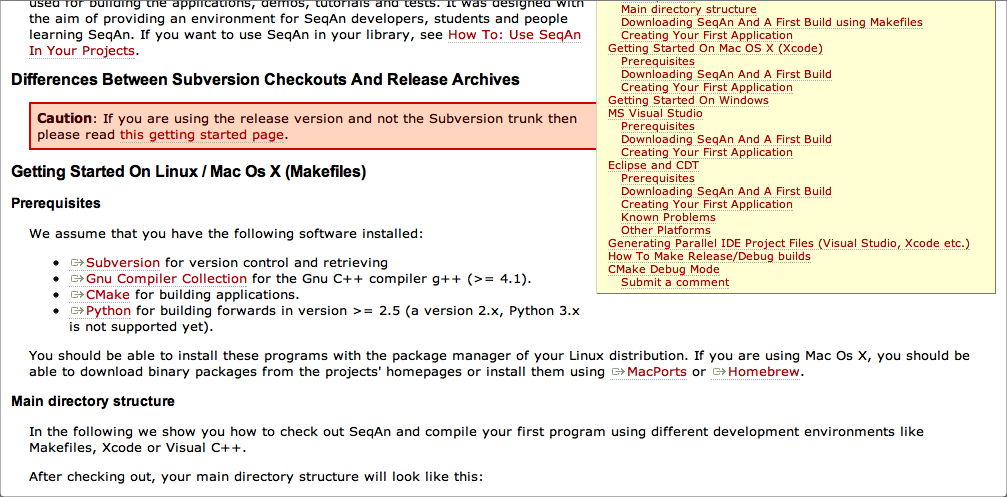 used for building the applications, demos, tutorials and tests. It was designed with
the aim of providing an environment for SeqAn developers, students and people
learning SeqAn. If you want to use SeqAn in your library, see How To: Use SeqAn
In Your Projects.
Differences Between Subversion Checkouts And Release Archives
Caution: If you are using the release version and not the Subversion trunk then
please read this getting started page.
Getting Started On Linux / Mac Os X (Makefiles)
Prerequisites
We assume that you have the following software installed:
Subversion for version control and retrieving
Gnu Compiler Collection for the Gnu C++ compiler g++ (>= 4.1).
CMake for building applications.
Python for building forwards in version >= 2.5 (a version 2.x, Python 3.x
is not supported yet).
You should be able to install these programs with the package manager of your Linux distribution. If you are using Mac Os X, you should be
able to download binary packages from the projects' homepages or install them using MacPorts or Homebrew.
Main directory structure
In the following we show you how to check out SeqAn and compile your first program using different development environments like
Makefiles, Xcode or Visual C++.
After checking out, your main directory structure will look like this:
Main directory structure
Downloading SeqAn And A First Build using Makefiles
Creating Your First Application
Getting Started On Mac OS X (Xcode)
Prerequisites
Downloading SeqAn And A First Build
Creating Your First Application
Getting Started On Windows
MS Visual Studio
Prerequisites
Downloading SeqAn And A First Build
Creating Your First Application
Eclipse and CDT
Prerequisites
Downloading SeqAn And A First Build
Creating Your First Application
Known Problems
Other Platforms
Generating Parallel IDE Project Files (Visual Studio, Xcode etc.)
How To Make Release/Debug builds
CMake Debug Mode
Submit a comment